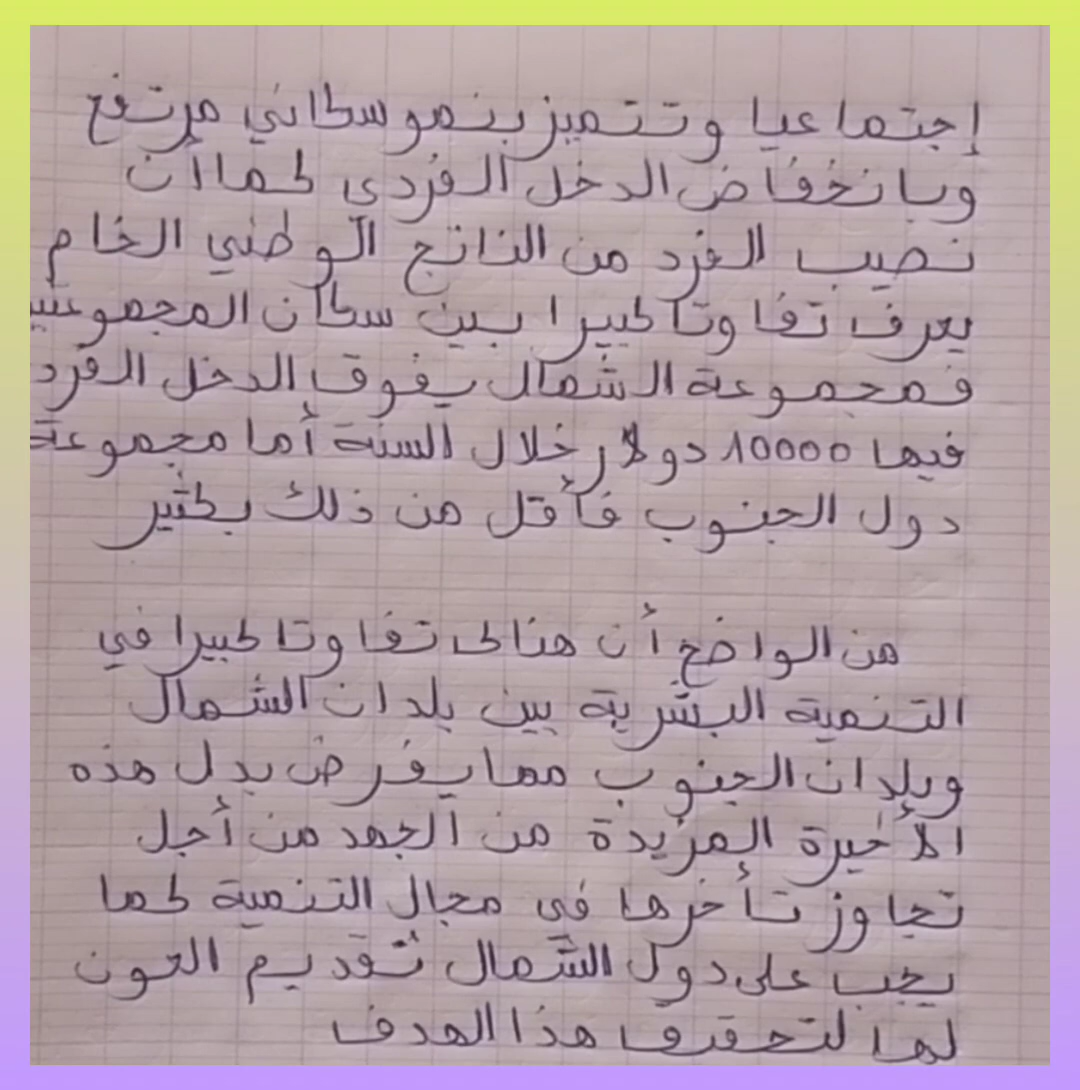 إجتماعيا وتتميز بنمو سكاني مرتفع
وبانخفاض الدخل الفردي كما أن
نصيب الفرد من الناتج الوطني الخام
يعرف تفاوتا كبيرا بين سكان
فمجموعة الشمال يفوق الدخل الفرد
فيها 10000 دولار خلال السنة أما مجموعة
دول الجنوب فأقل من ذلك بكثير
من الواضح أن هناك تفاوتا كبيرا في
التنمية البشرية بين بلدان الشمال
وبلدان الجنوب مما يفرض بدل هذه
الأخيرة المزيدة من الجهد من أجل
تجاوز تأخرها في مجال التنمية كما
يجب على دول الشمال تقديم العون
لها لتحقيق هذا الهدف